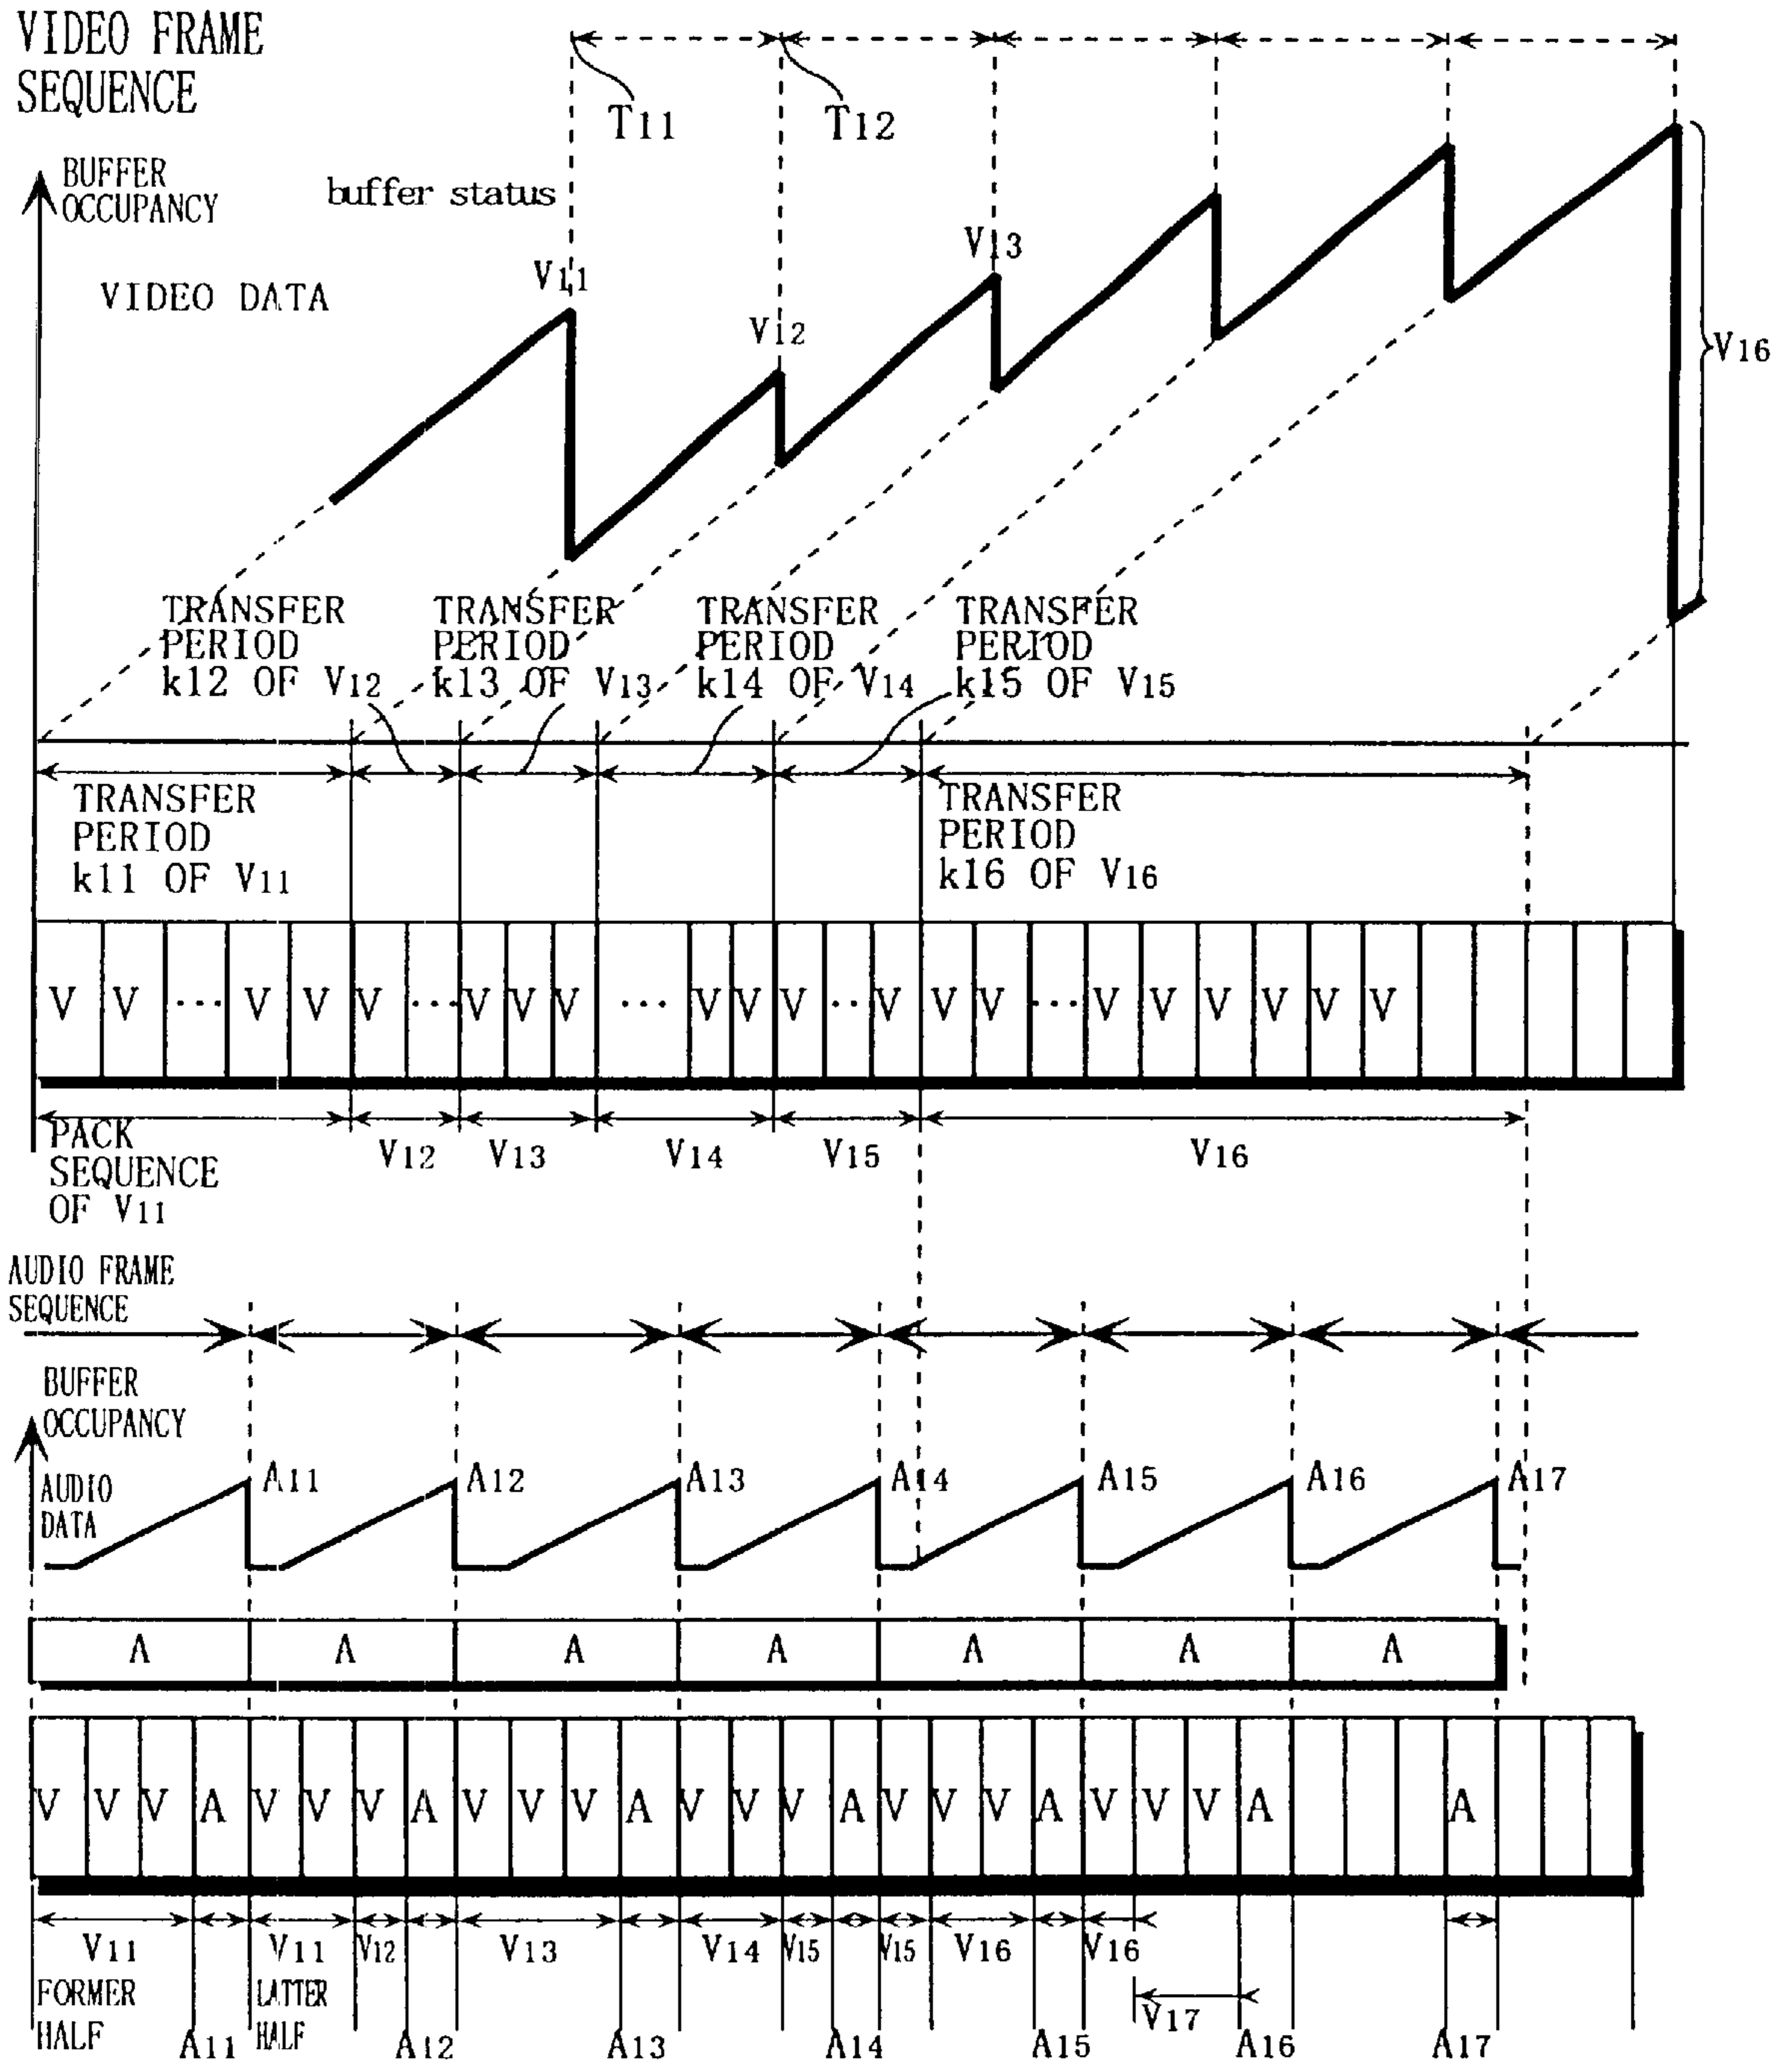 VIDEO FRAME
SEQUENCE
T11
T12
BUFFER
OCCUPANCY
buffer status
V11
V12
V13
VIDEO DATA
V16
TRANSFER
PERIOD
k12 OF V12
TRANSFER
PERIOD
k13 OF V13
TRANSFER
PERIOD
k14 OF V14
TRANSFER
PERIOD
k15 OF V15
TRANSFER
PERIOD
k11 OF V11
TRANSFER
PERIOD
k16 OF V16
V V ... V V V ... V V V ... V V V .. V V V ... V V V V V V
PACK
SEQUENCE
OF V11
V12 V13 V14 V15 V16
AUDIO FRAME
SEQUENCE
BUFFER
OCCUPANCY
AUDIO
DATA
A11 A12 A13 A14 A15 A16 A17
A A A A A A A
V V V A V V V A V V V A V V V A V V V A V V V A A
V11 V11 V12 V13 V14 V15 V15 V16 V16
FORMER
HALF
LATTER
HALF
V17
A11 A12 A13 A14 A15 A16 A17